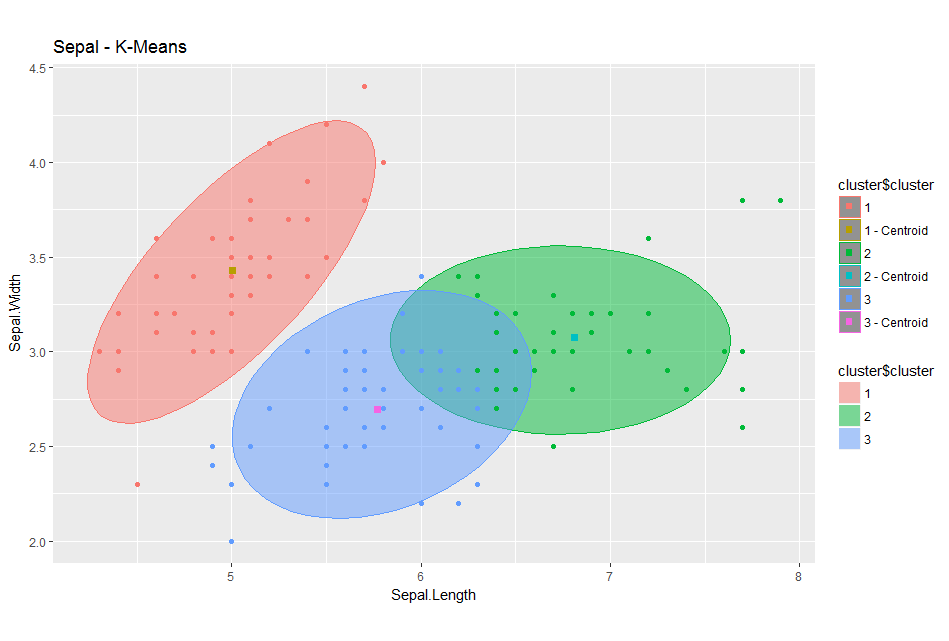 Sepal - K-Means
4.5
4.0
3.5
3.0
2.5
2.0
Sepal.Width
5
6
7
8
Sepal.Length
cluster$cluster
1
1 - Centroid
2
2 - Centroid
3
3 - Centroid
cluster$cluster
1
2
3